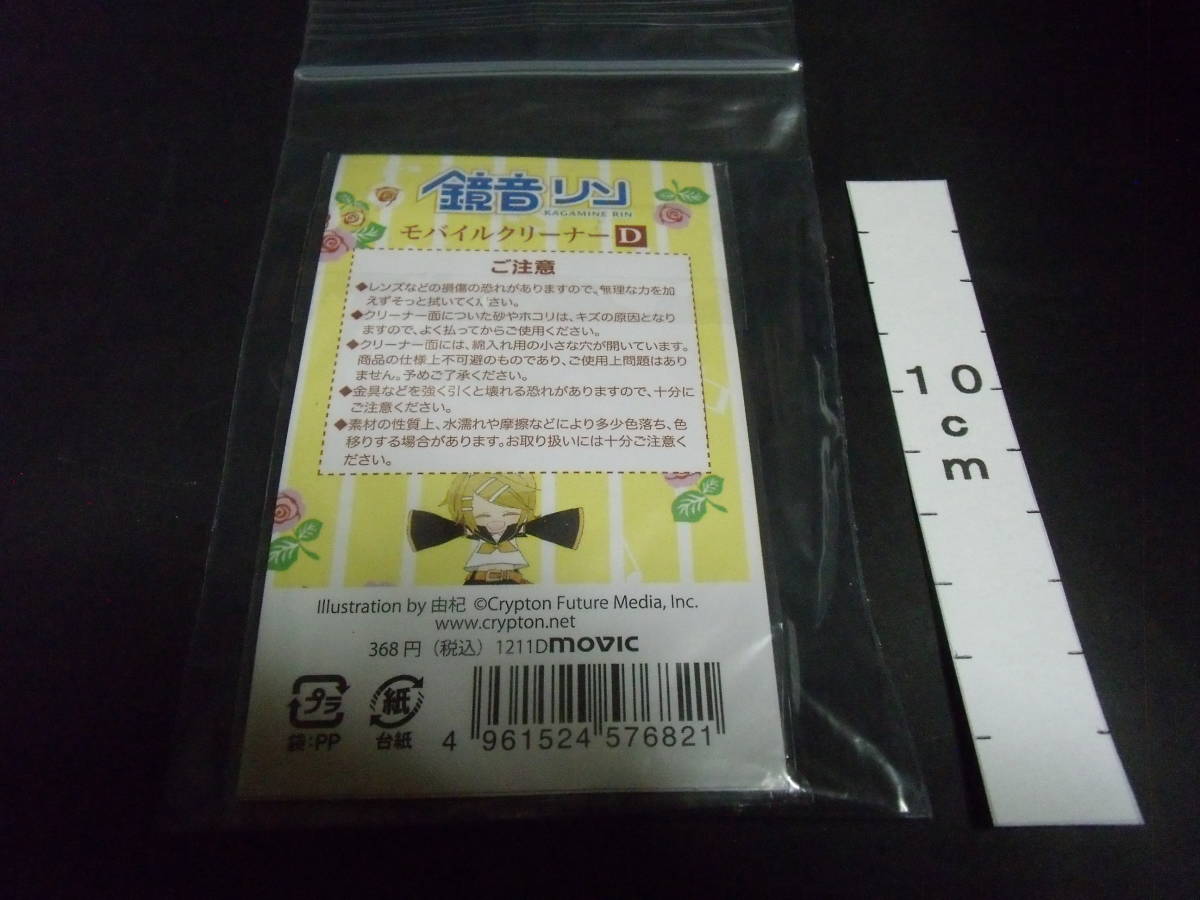 鏡音リン
KAGAMINE RIN
モバイルクリーナー D
ご注意
◆レンズなどの損傷の恐れがありますので、無理な力を加
えずそっと拭いてください。
◆クリーナー面についた砂やホコリは、キズの原因となり
ますので、よく払ってからご使用ください。
◆クリーナー面には、綿入れ用の小さな穴が開いています。
商品の仕様上不可避のものであり、ご使用上問題はあり
ません。予めご了承ください。
◆金具などを強く引くと壊れる恐れがありますので、十分に
ご注意ください。
◆素材の性質上、水濡れや摩擦などにより多少色落ち、色
移りする場合があります。お取り扱いには十分ご注意く
ださい。
Illustration by 由杞 ©Crypton Future Media, Inc.
www.crypton.net
368円（税込）1211D movic
プラ
袋:PP
紙
台紙
4 961524 576821
10
cm